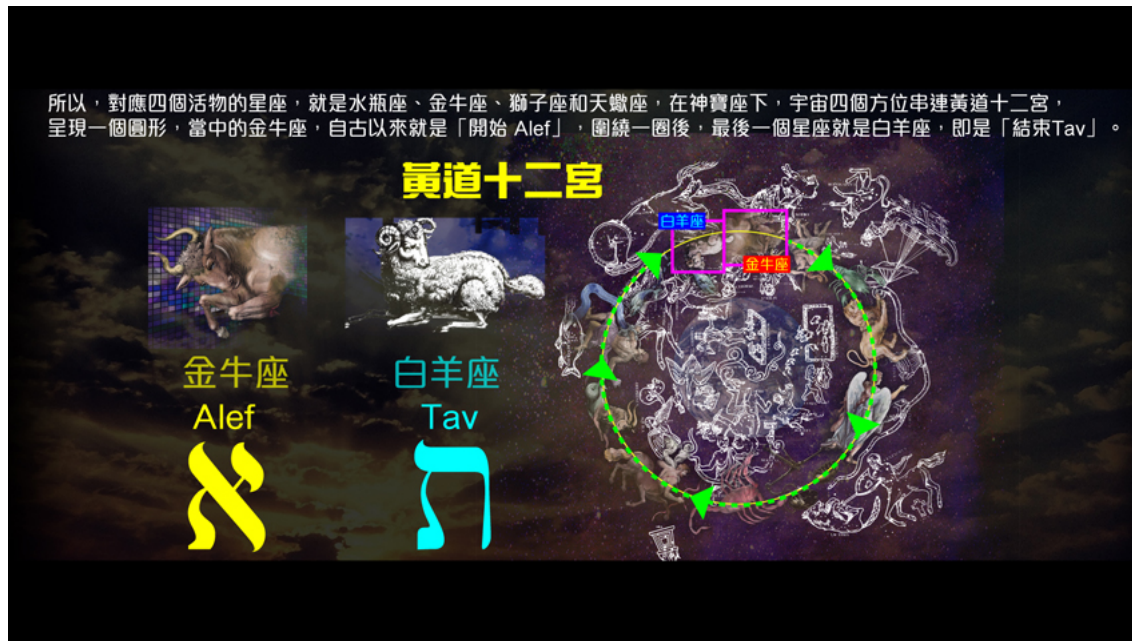 所以，對應四個活物的星座，就是水瓶座、金牛座、獅子座和天蠍座，在神寶座下，宇宙四個方位串連黃道十二宮，
呈現一個圓形，當中的金牛座，自古以來就是「開始 Alef」，圍繞一圈後，最後一個星座就是白羊座，即是「結束Tav」。
黃道十二宮
白羊座
金牛座
金牛座
白羊座
Alef
Tav
א
ת